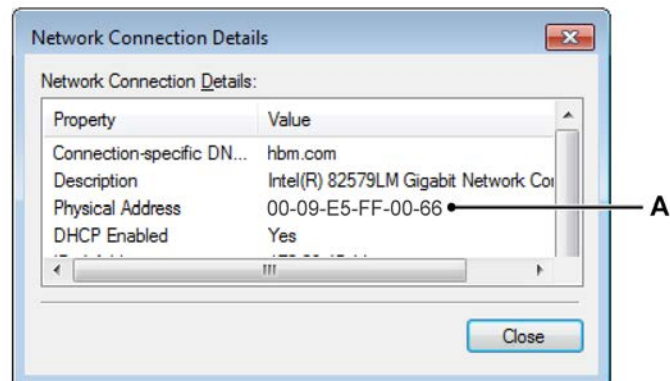 Network Connection Details
Network Connection Details:
Property Value
Connection-specific DN... hbm.com
Description Intel(R) 82579LM Gigabit Network Cor
Physical Address 00-09-E5-FF-00-66 A
DHCP Enabled Yes
Close